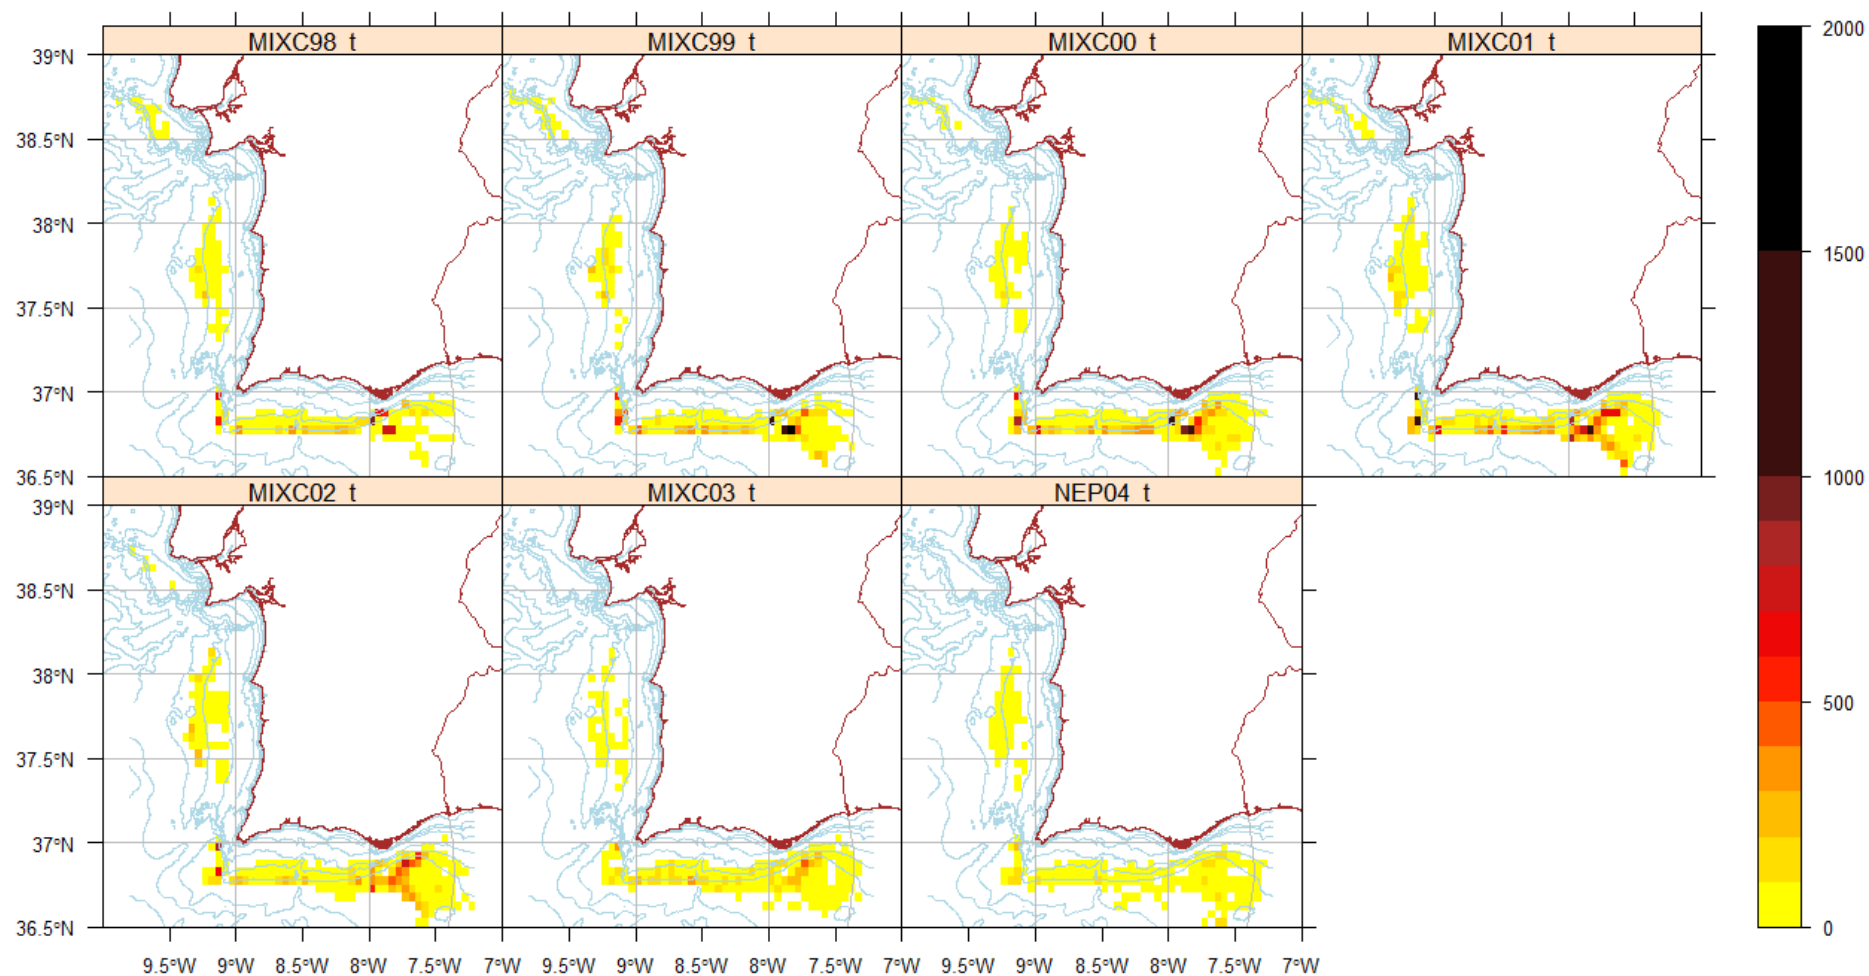 MIXC98_t MIXC99_t MIXC00_t MIXC01_t
39°N
38.5°N
38°N
37.5°N
37°N
36.5°N
MIXC02_t MIXC03_t NEP04_t
39°N
38.5°N
38°N
37.5°N
37°N
36.5°N
9.5°W 9°W 8.5°W 8°W 7.5°W 7°W 9.5°W 9°W 8.5°W 8°W 7.5°W 7°W 9.5°W 9°W 8.5°W 8°W 7.5°W 7°W
2000
1500
1000
500
0